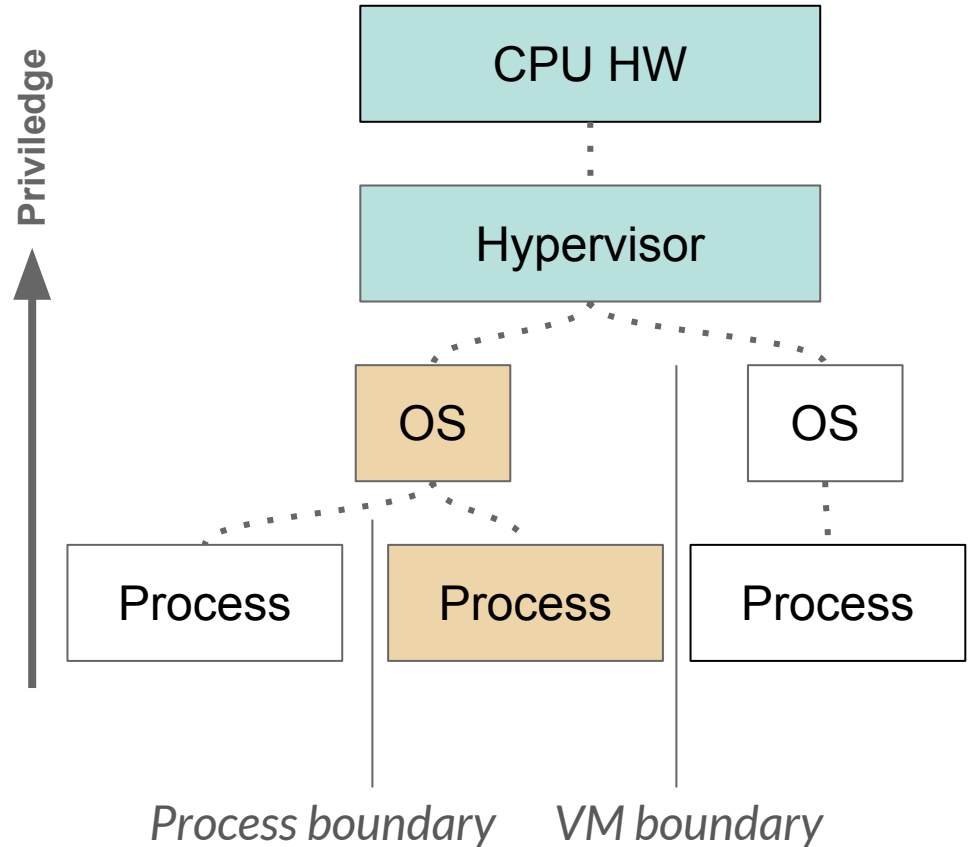 CPU HW
Priviledge
Hypervisor
OS
OS
Process
Process
Process
Process boundary
VM boundary